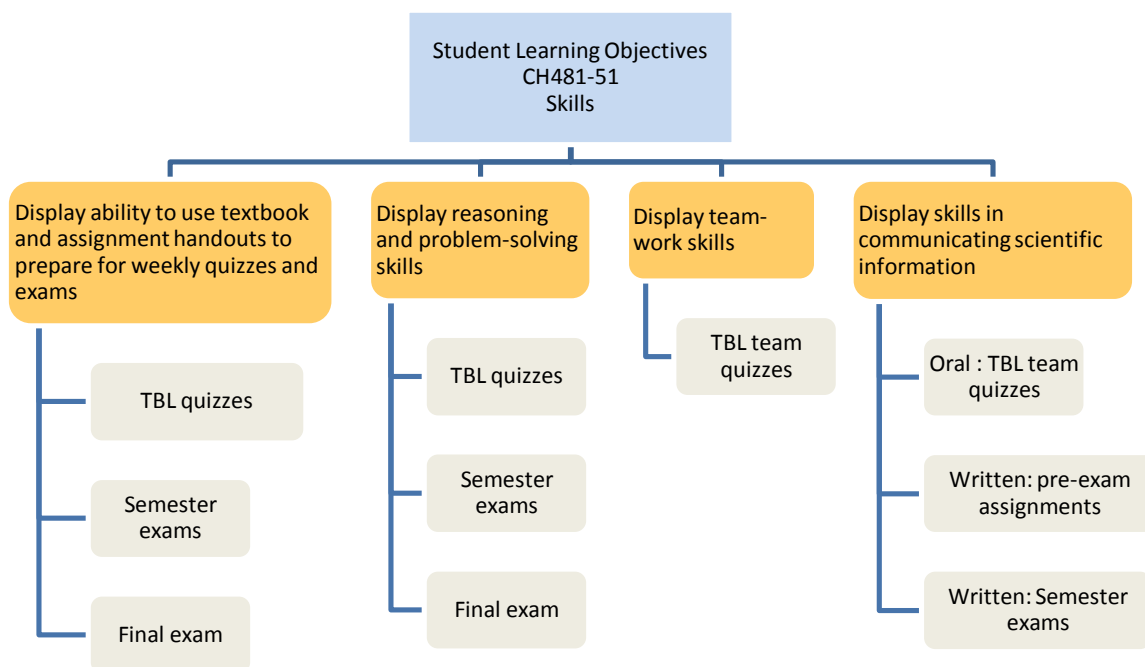 Student Learning Objectives
CH481-51
Skills
Display ability to use textbook
and assignment handouts to
prepare for weekly quizzes and
exams
TBL quizzes
Semester
exams
Final exam
Display reasoning
and problem-solving
skills
TBL quizzes
Semester
exams
Final exam
Display team-
work skills
TBL team
quizzes
Display skills in
communicating scientific
information
Oral : TBL team
quizzes
Written: pre-exam
assignments
Written: Semester
exams